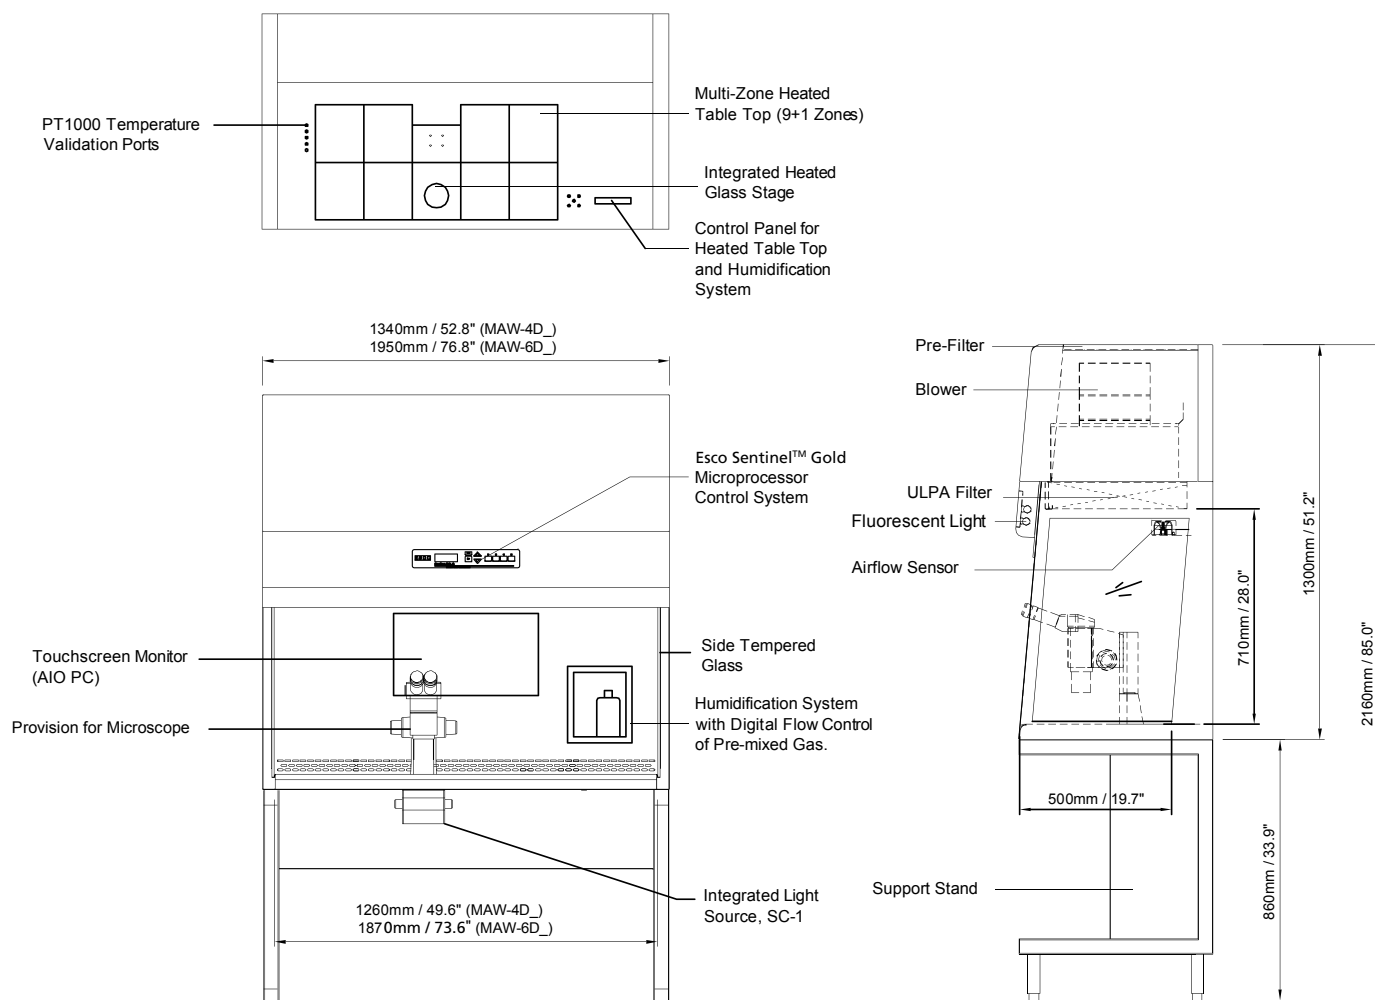 PT1000 Temperature
Validation Ports
Multi-Zone Heated
Table Top (9+1 Zones)
Integrated Heated
Glass Stage
Control Panel for
Heated Table Top
and Humidification
System
1340mm / 52.8" (MAW-4D_)
1950mm / 76.8" (MAW-6D_)
Esco Sentinel™ Gold
Microprocessor
Control System
Touchscreen Monitor
(AIO PC)
Provision for Microscope
Side Tempered
Glass
Humidification System
with Digital Flow Control
of Pre-mixed Gas.
1260mm / 49.6" (MAW-4D_)
1870mm / 73.6" (MAW-6D_)
Integrated Light
Source, SC-1
Pre-Filter
Blower
ULPA Filter
Fluorescent Light
Airflow Sensor
710mm / 28.0"
1300mm / 51.2"
2160mm / 85.0"
500mm / 19.7"
860mm / 33.9"
Support Stand